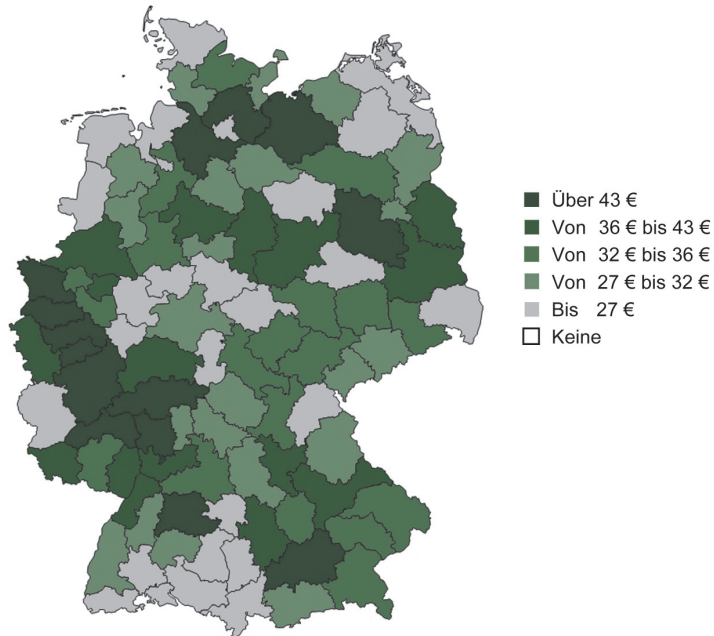 Über 43 €
Von 36 € bis 43 €
Von 32 € bis 36 €
Von 27 € bis 32 €
Bis 27 €
Keine